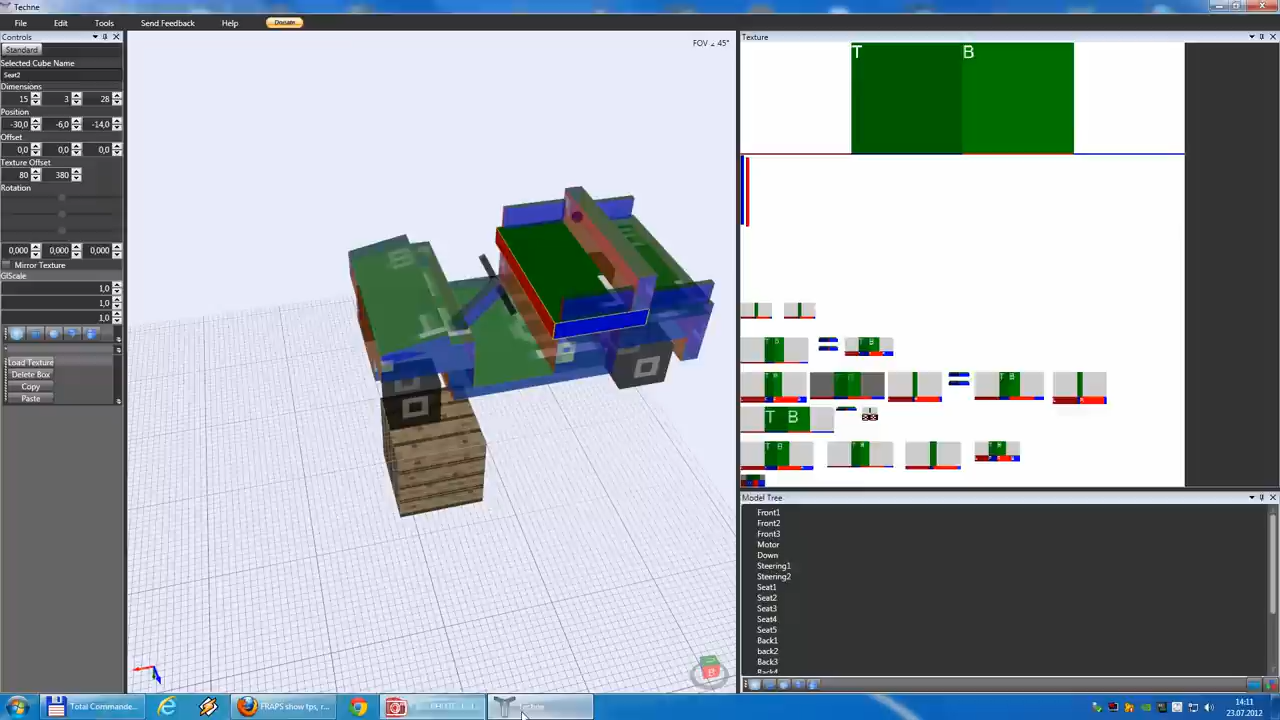 Techne
File Edit Tools Send Feedback Help Donate
Controls
Standard
Selected Cube Name
Seat2
Dimensions
15 3 28
Position
-30,0 -6,0 -14,0
Offset
0,0 0,0 0,0
Texture Offset
80 380
Rotation
0,000 0,000 0,000
Mirror Texture
GlScale
1,0
1,0
1,0
Load Texture
Delete Box
Copy
Paste
FOV ∠ 45°
Texture
T B
T B
T B
T B
Model Tree
Front1
Front2
Front3
Motor
Down
Steering1
Steering2
Seat1
Seat2
Seat3
Seat4
Seat5
Back1
back2
Back3
Back4
Total Commande...
FRAPS show fps, r...
Techne
14:11
23.07.2012